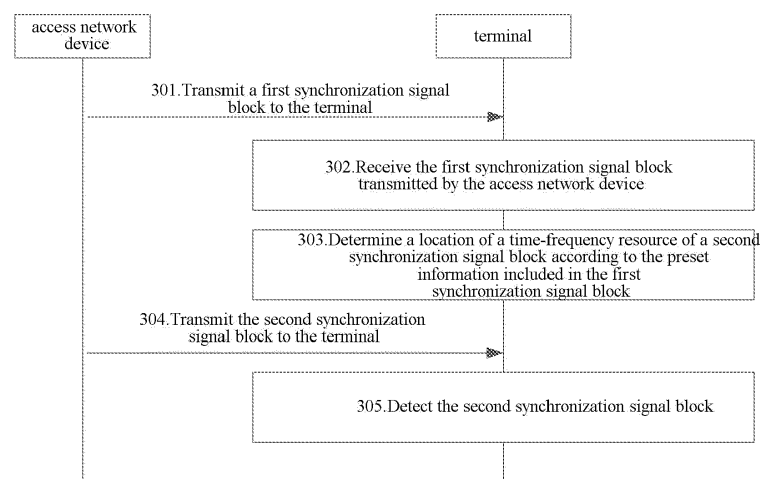 access network
device
terminal
301.Transmit a first synchronization signal
block to the terminal
302.Receive the first synchronization signal block
transmitted by the access network device
303.Determine a location of a time-frequency resource of a second
synchronization signal block according to the preset
information included in the first
synchronization signal block
304.Transmit the second synchronization
signal block to the terminal
305.Detect the second synchronization signal block